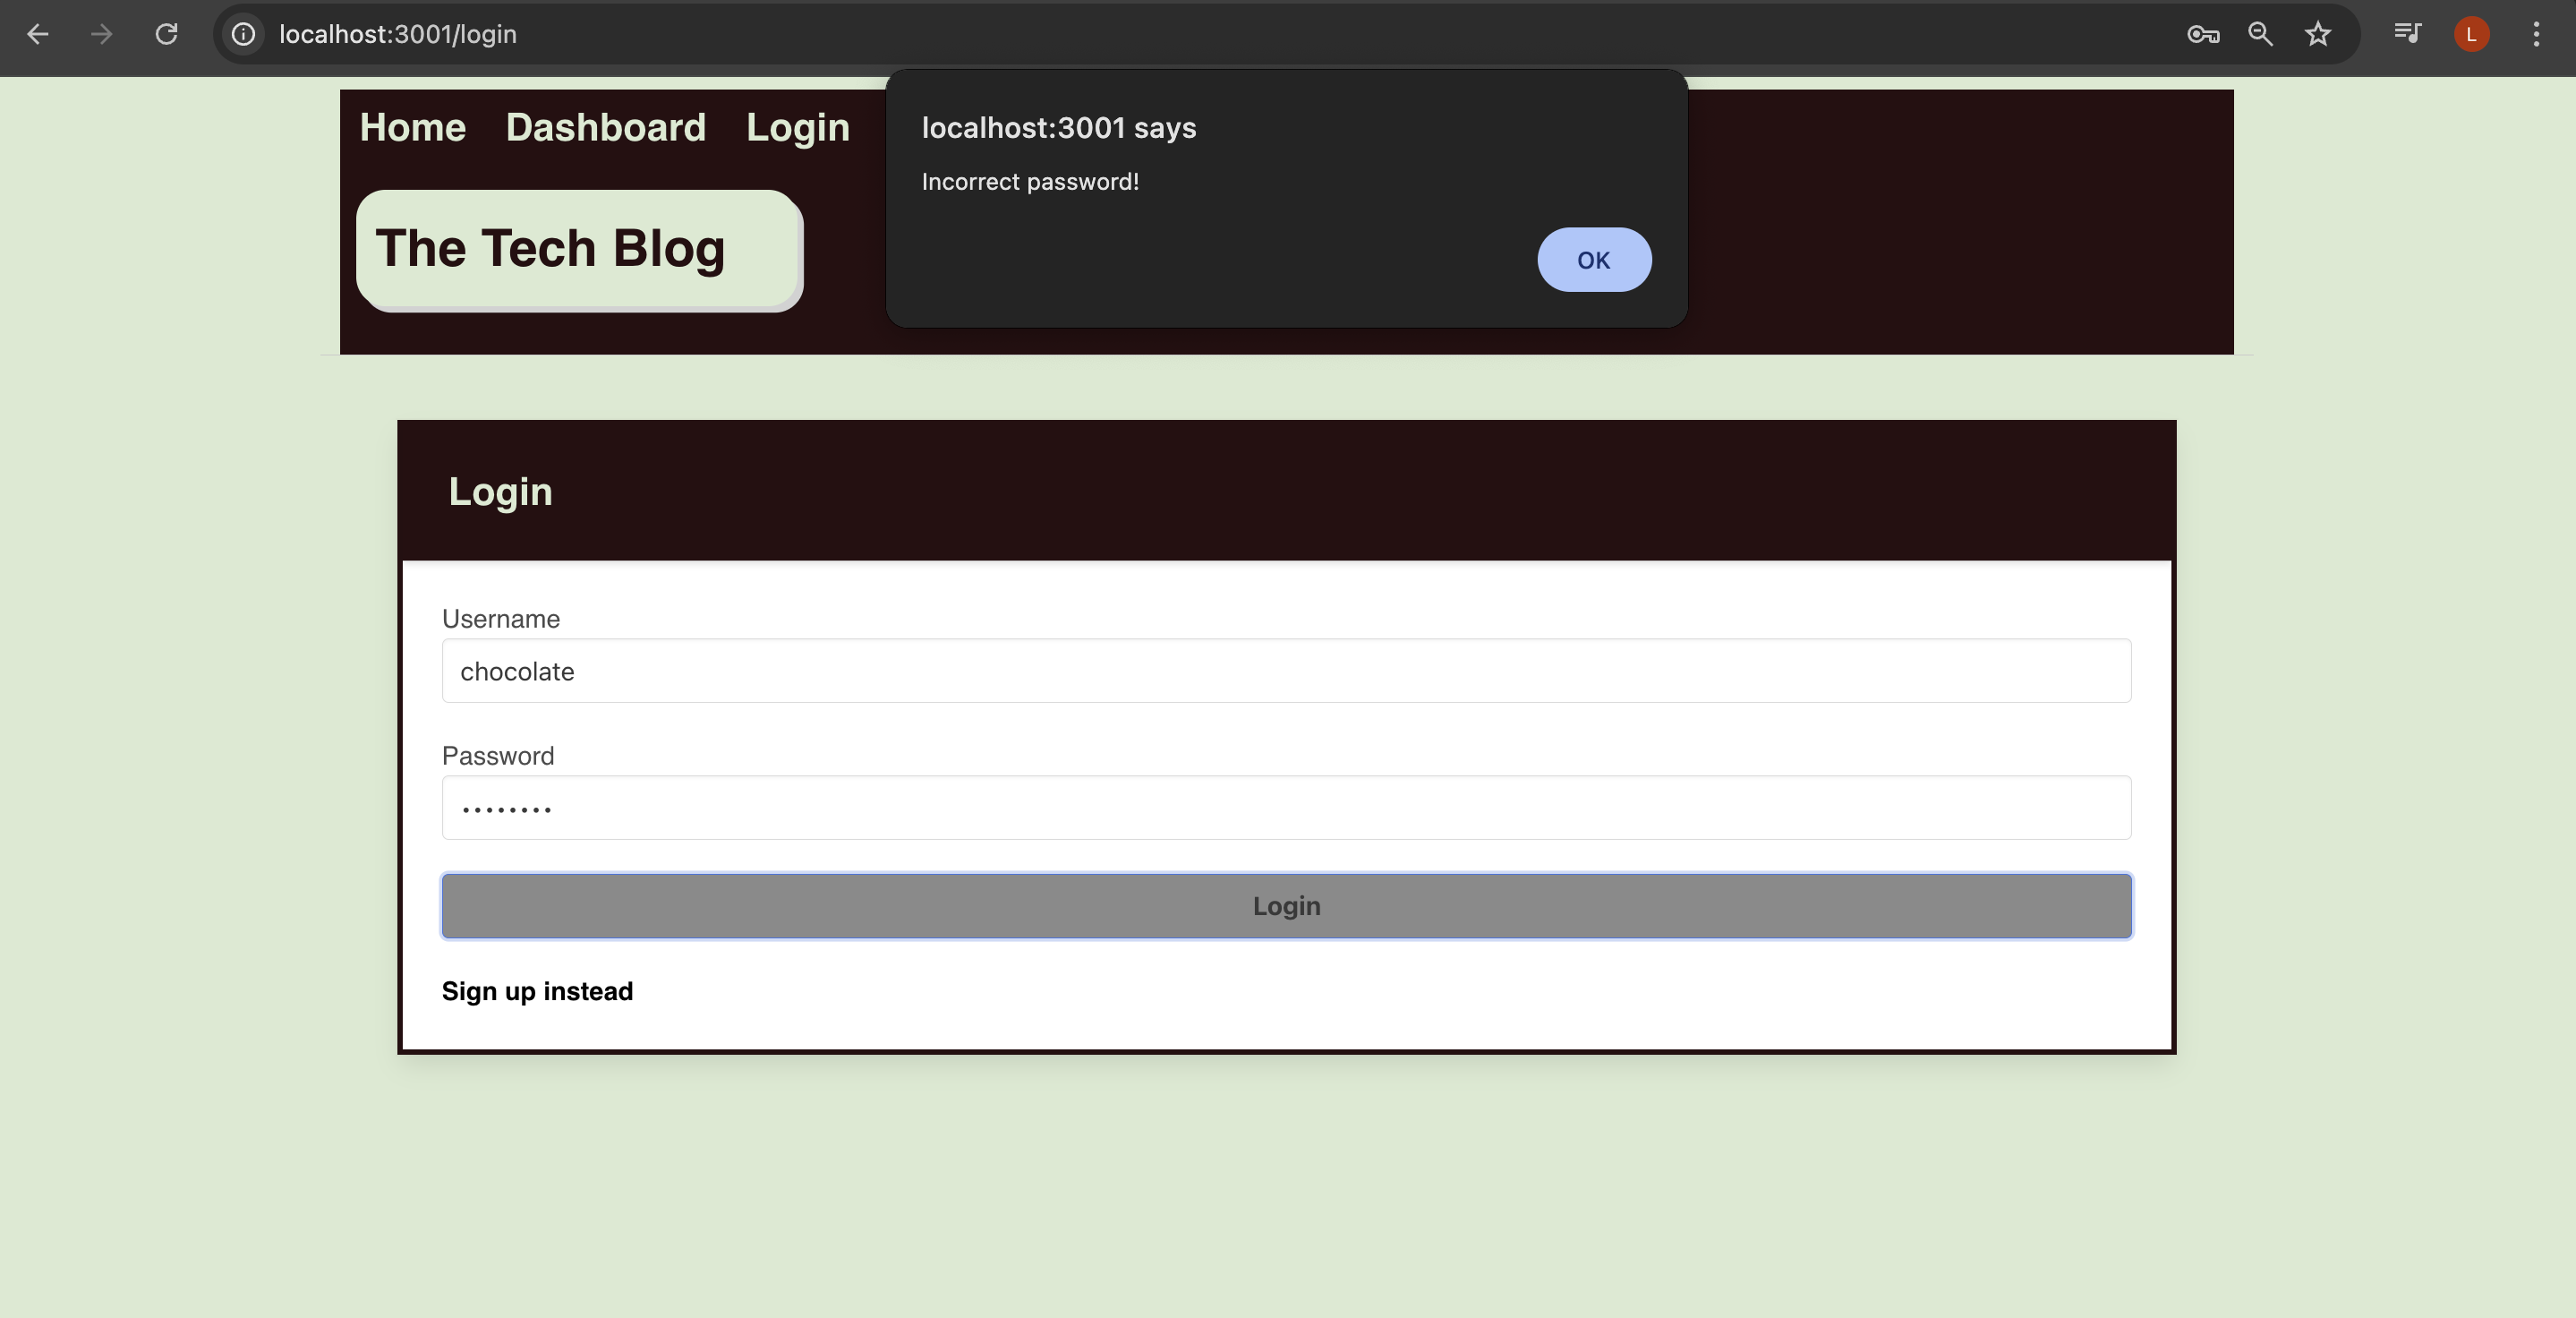 localhost:3001/login
L
Home Dashboard Login
localhost:3001 says
Incorrect password!
OK
The Tech Blog
Login
Username
chocolate
Password
••••••••
Login
Sign up instead